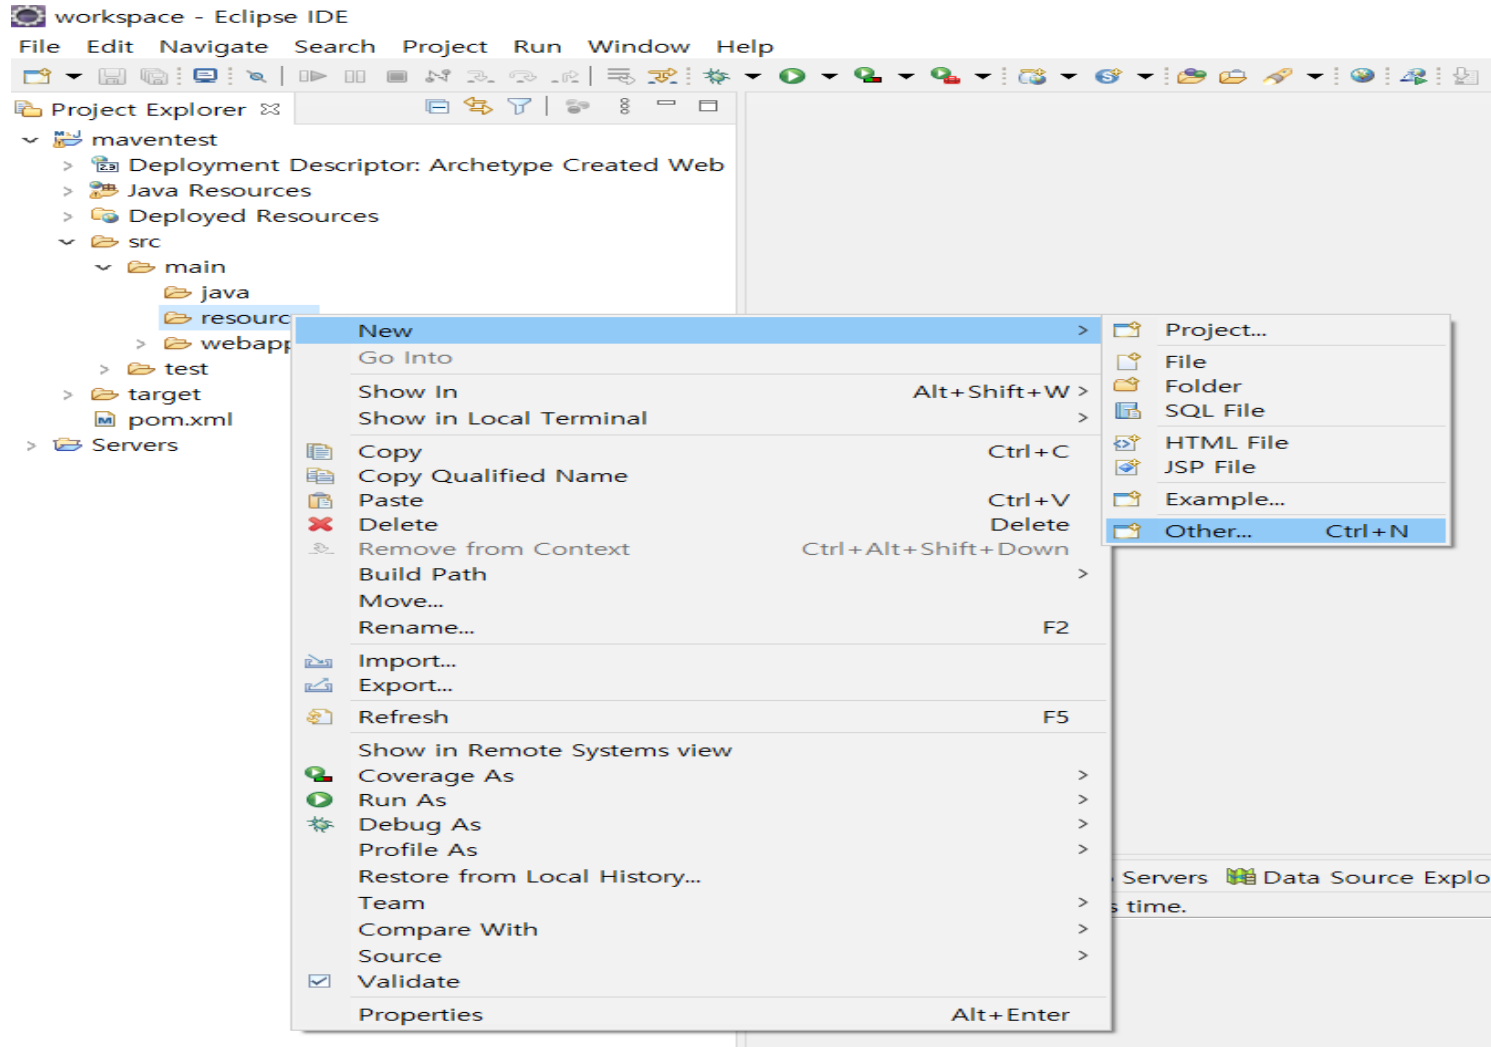 workspace - Eclipse IDE
File Edit Navigate Search Project Run Window Help
Project Explorer
maventest
Deployment Descriptor: Archetype Created Web
Java Resources
Deployed Resources
src
main
java
resourc
webapp
test
target
pom.xml
Servers
New
Go Into
Show In Alt+Shift+W
Show in Local Terminal
Copy Ctrl+C
Copy Qualified Name
Paste Ctrl+V
Delete Delete
Remove from Context Ctrl+Alt+Shift+Down
Build Path
Move...
Rename... F2
Import...
Export...
Refresh F5
Show in Remote Systems view
Coverage As
Run As
Debug As
Profile As
Restore from Local History...
Team
Compare With
Source
Validate
Properties Alt+Enter
Project...
File
Folder
SQL File
HTML File
JSP File
Example...
Other... Ctrl+N
Servers Data Source Explo
s time.